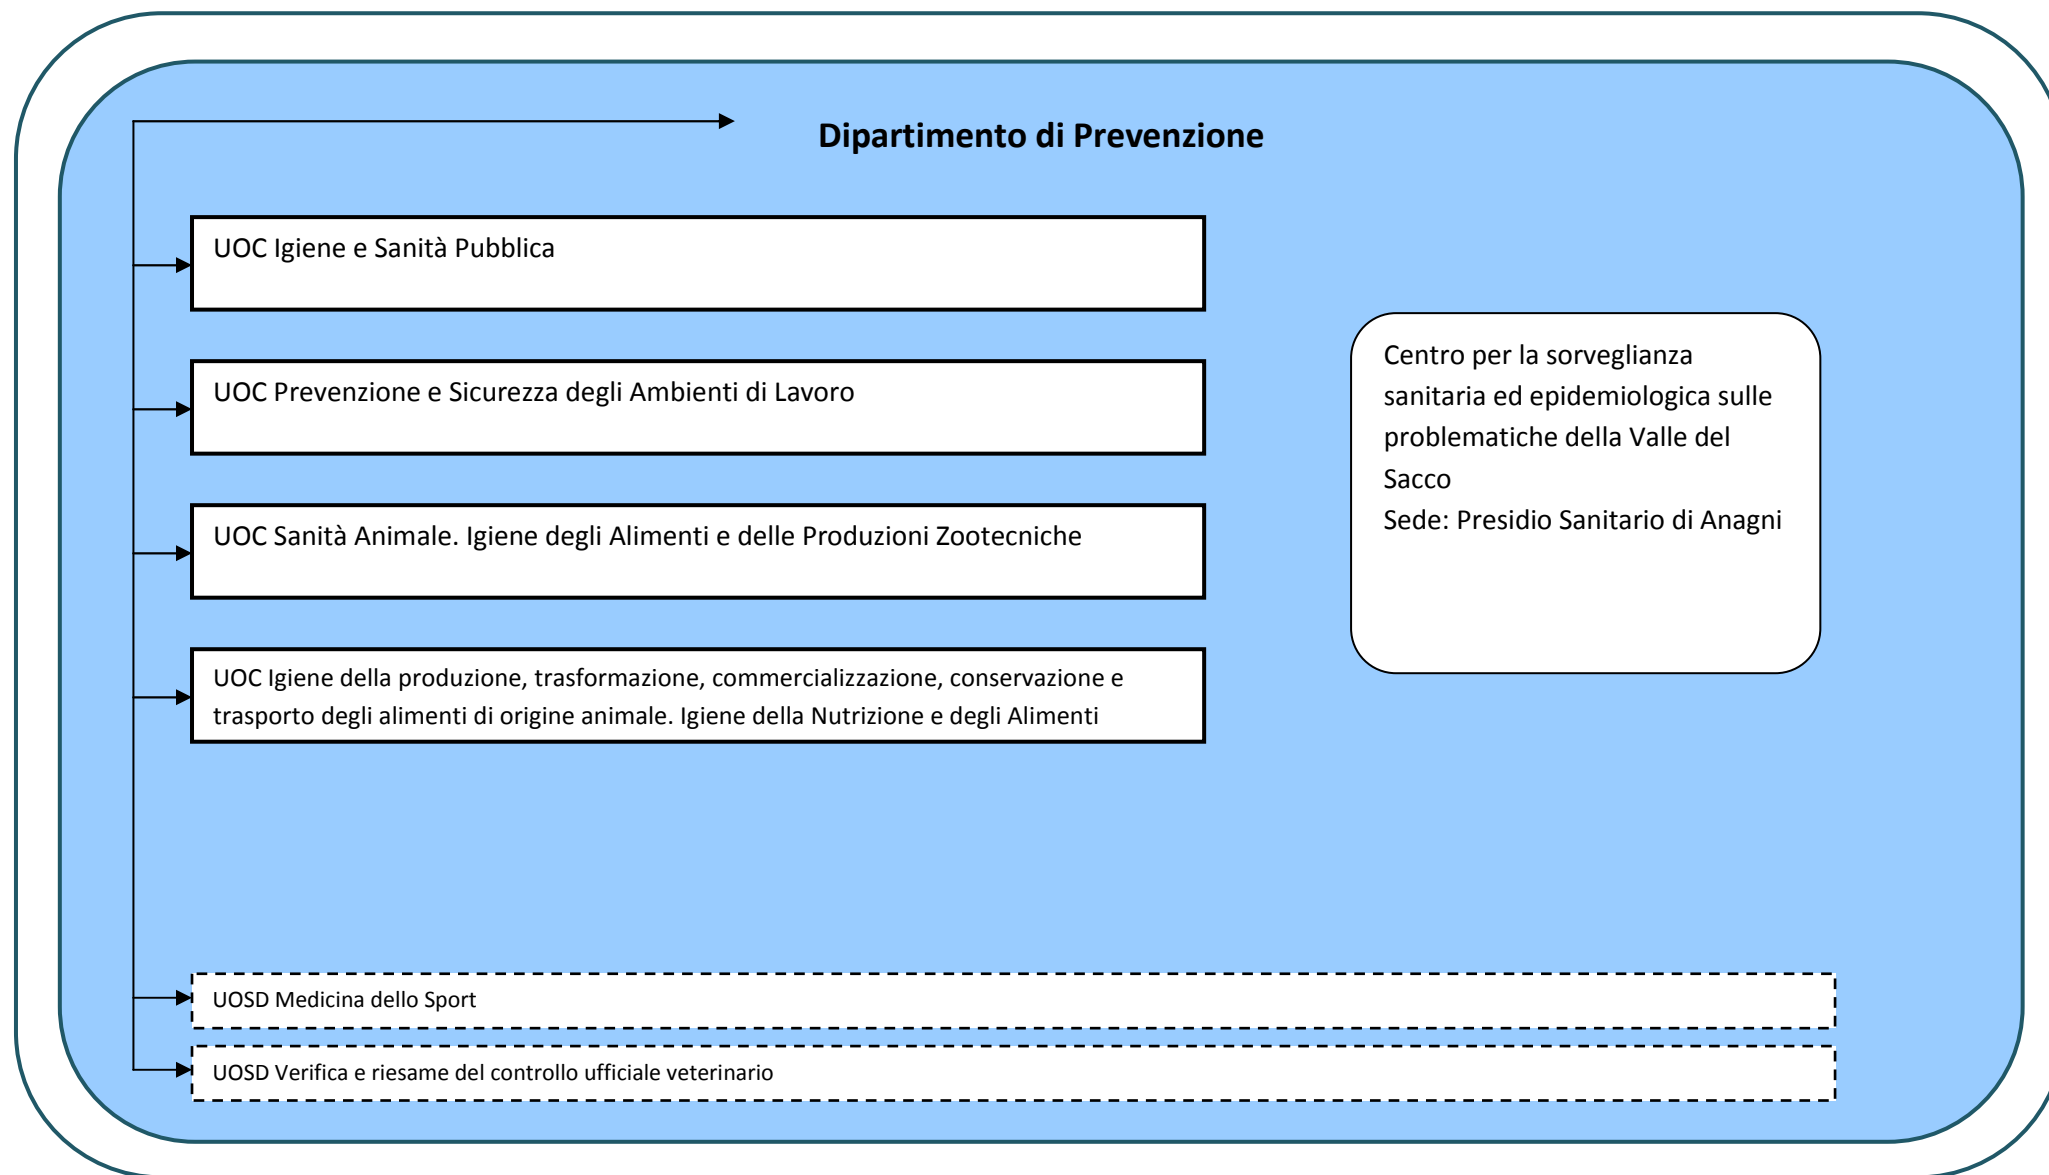 Dipartimento di Prevenzione
UOC Igiene e Sanità Pubblica
UOC Prevenzione e Sicurezza degli Ambienti di Lavoro
UOC Sanità Animale. Igiene degli Alimenti e delle Produzioni Zootecniche
UOC Igiene della produzione, trasformazione, commercializzazione, conservazione e
trasporto degli alimenti di origine animale. Igiene della Nutrizione e degli Alimenti
Centro per la sorveglianza
sanitaria ed epidemiologica sulle
problematiche della Valle del
Sacco
Sede: Presidio Sanitario di Anagni
UOSD Medicina dello Sport
UOSD Verifica e riesame del controllo ufficiale veterinario